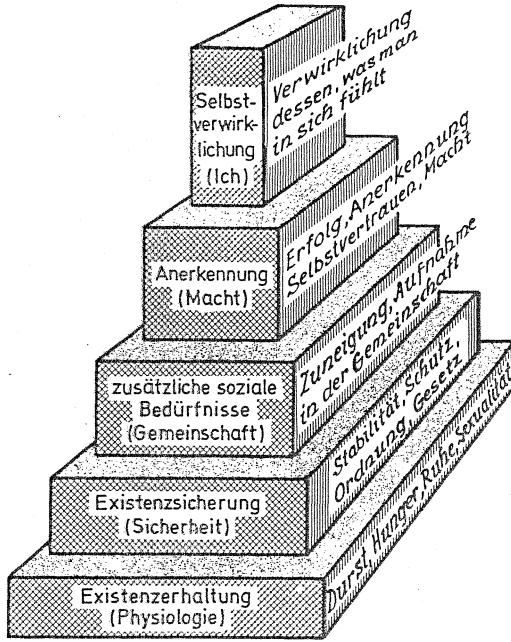 Selbst-
verwirk-
lichung
(Ich)
Verwirklichung
dessen, was man
in sich fühlt
Anerkennung
(Macht)
Erfolg, Anerkennung
Selbstvertrauen, Macht
zusätzliche soziale
Bedürfnisse
(Gemeinschaft)
Zuneigung, Aufnahme
in der Gemeinschaft
Existenzsicherung
(Sicherheit)
Stabilität, Schutz,
Ordnung, Gesetz
Existenzerhaltung
(Physiologie)
Durst, Hunger, Ruhe, Sexualität